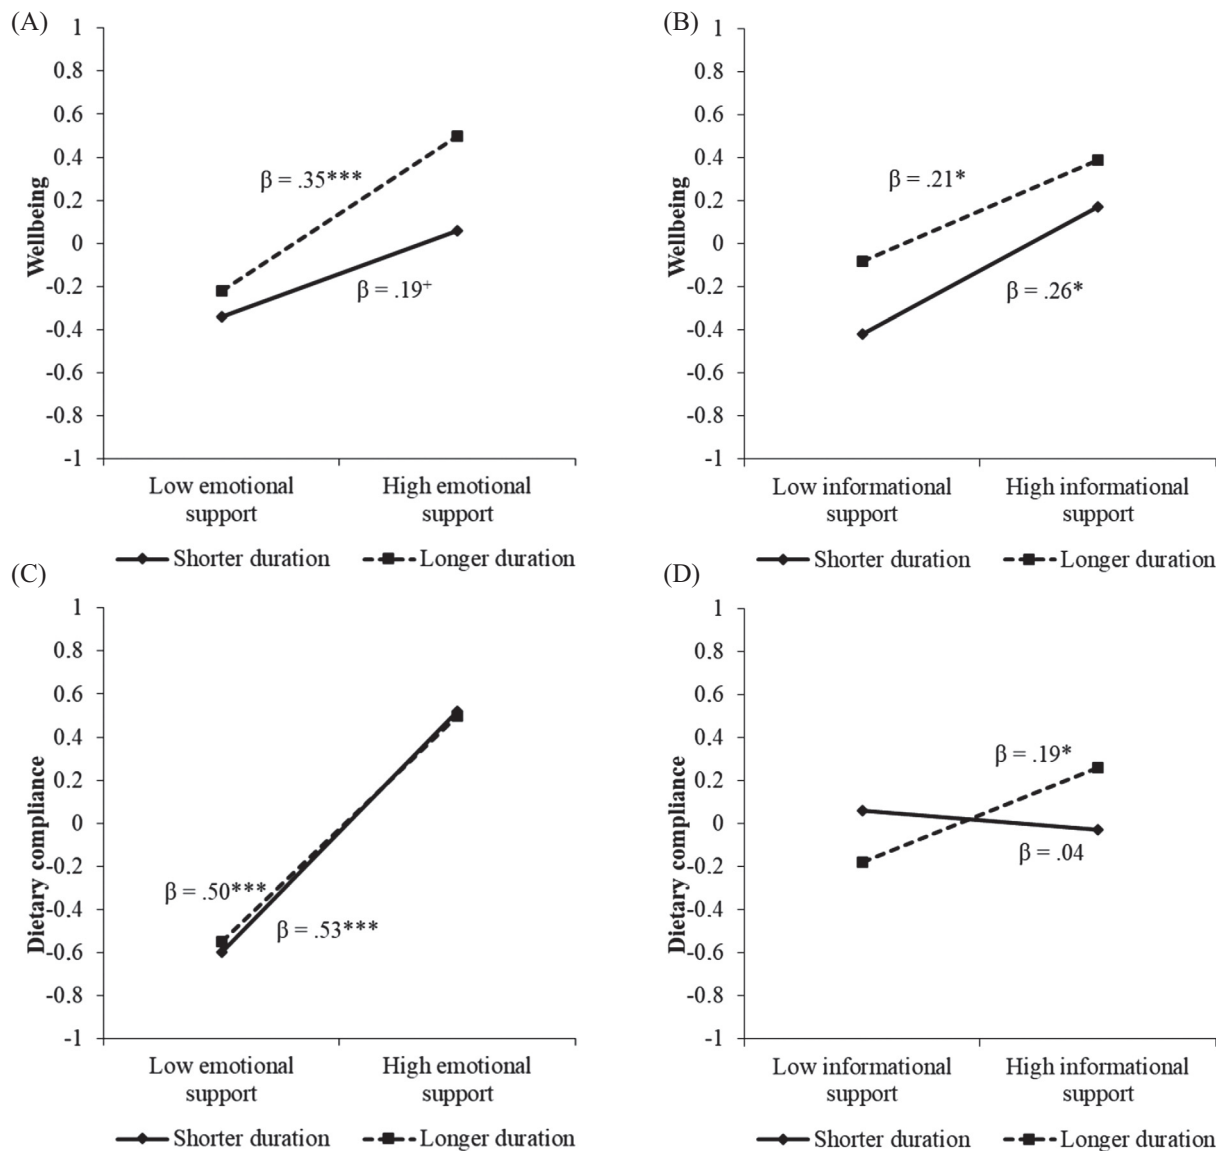 (A)
1
0.8
0.6
0.4
0.2
0
-0.2
-0.4
-0.6
-0.8
-1
Wellbeing
β = .35***
β = .19⁺
Low emotional
support
High emotional
support
Shorter duration
Longer duration
(B)
1
0.8
0.6
0.4
0.2
0
-0.2
-0.4
-0.6
-0.8
-1
Wellbeing
β = .21*
β = .26*
Low informational
support
High informational
support
Shorter duration
Longer duration
(C)
1
0.8
0.6
0.4
0.2
0
-0.2
-0.4
-0.6
-0.8
-1
Dietary compliance
β = .50***
β = .53***
Low emotional
support
High emotional
support
Shorter duration
Longer duration
(D)
1
0.8
0.6
0.4
0.2
0
-0.2
-0.4
-0.6
-0.8
-1
Dietary compliance
β = .19*
β = .04
Low informational
support
High informational
support
Shorter duration
Longer duration